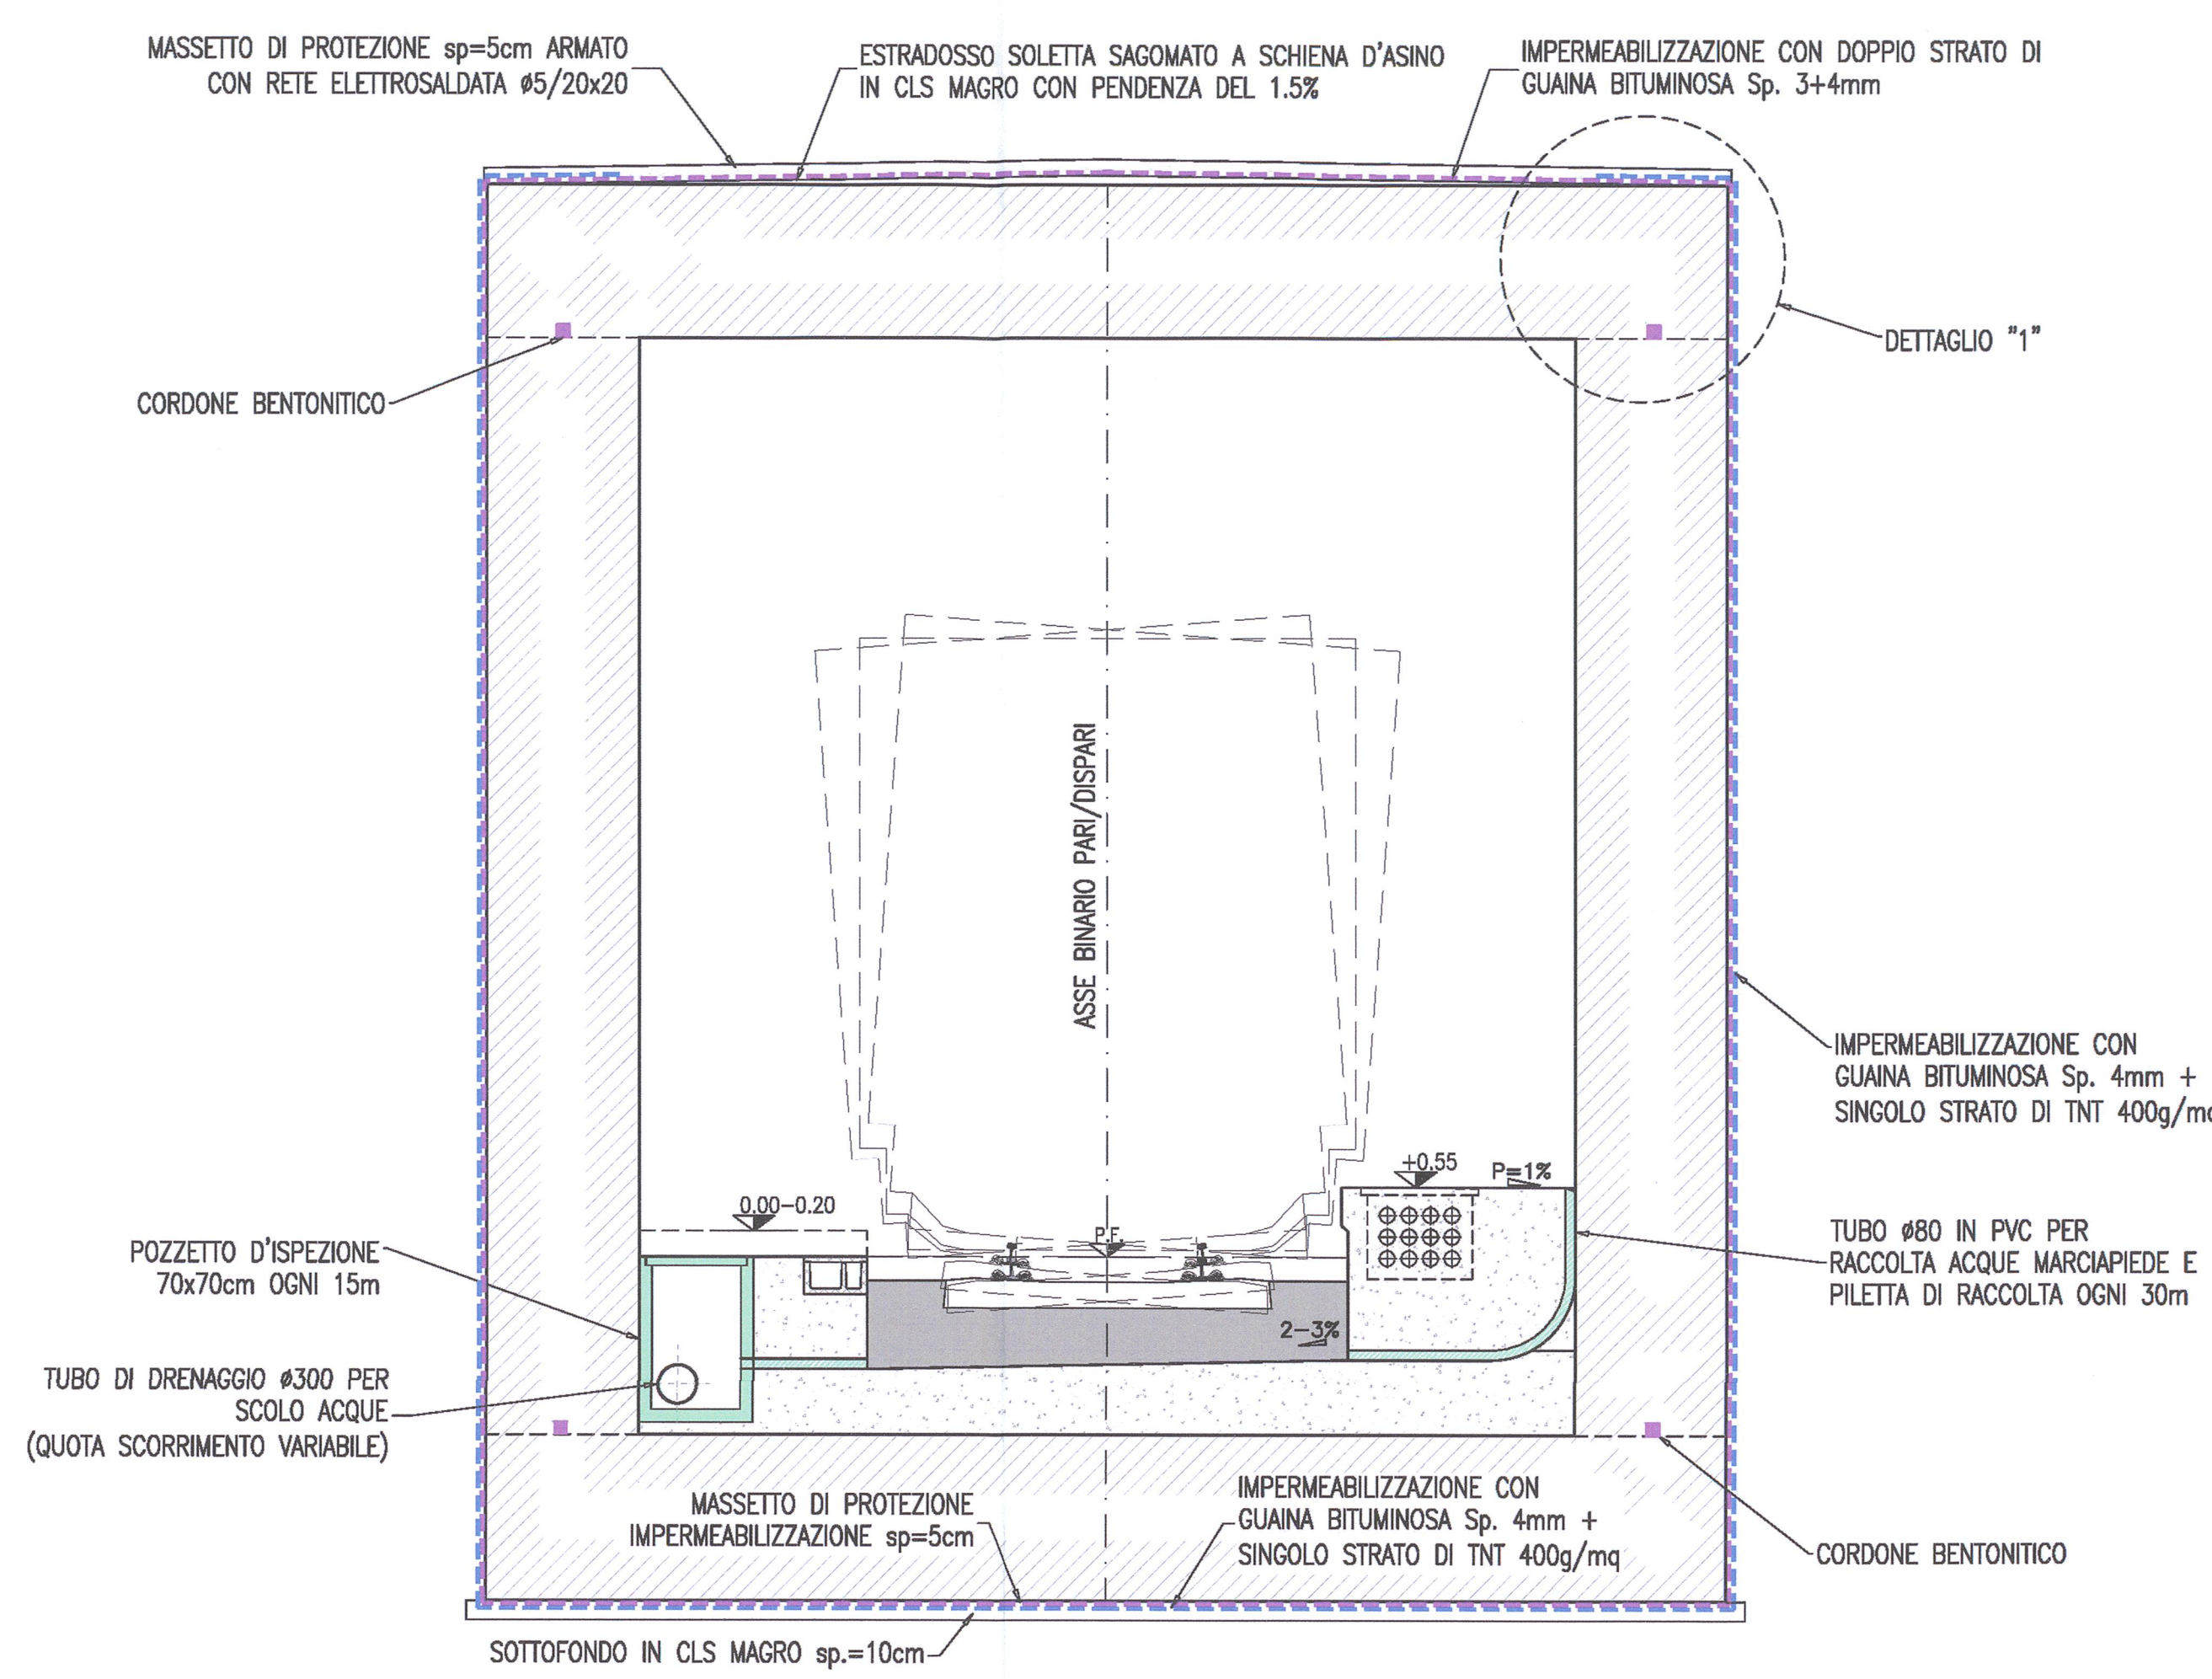 MASSETTO DI PROTEZIONE sp=5cm ARMATO
CON RETE ELETTROSALDATA ø5/20x20
ESTRADOSSO SOLETTA SAGOMATO A SCHIENA D'ASINO
IN CLS MAGRO CON PENDENZA DEL 1.5%
IMPERMEABILIZZAZIONE CON DOPPIO STRATO DI
GUAINA BITUMINOSA Sp. 3+4mm
DETTAGLIO "1"
CORDONE BENTONITICO
ASSE BINARIO PARI/DISPARI
IMPERMEABILIZZAZIONE CON
GUAINA BITUMINOSA Sp. 4mm +
SINGOLO STRATO DI TNT 400g/mq
+0.55
P=1%
0.00-0.20
P.F.
POZZETTO D'ISPEZIONE
70x70cm OGNI 15m
TUBO ø80 IN PVC PER
RACCOLTA ACQUE MARCIAPIEDE E
PILETTA DI RACCOLTA OGNI 30m
2-3%
TUBO DI DRENAGGIO ø300 PER
SCOLO ACQUE
(QUOTA SCORRIMENTO VARIABILE)
MASSETTO DI PROTEZIONE
IMPERMEABILIZZAZIONE sp=5cm
IMPERMEABILIZZAZIONE CON
GUAINA BITUMINOSA Sp. 4mm +
SINGOLO STRATO DI TNT 400g/mq
CORDONE BENTONITICO
SOTTOFONDO IN CLS MAGRO sp.=10cm